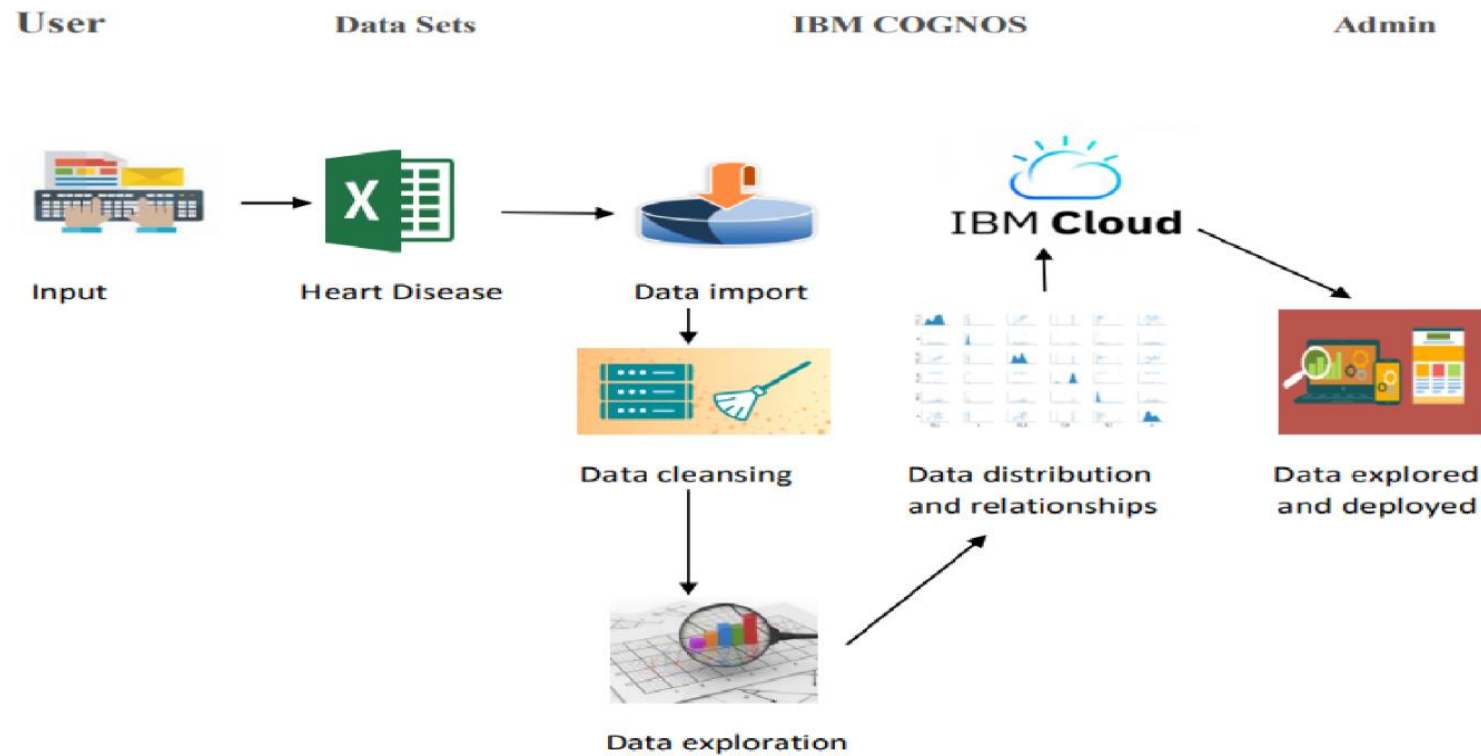 User
Data Sets
IBM COGNOS
Admin
X
IBM Cloud
Input
Heart Disease
Data import
Data cleansing
Data distribution
and relationships
Data explored
and deployed
Data exploration